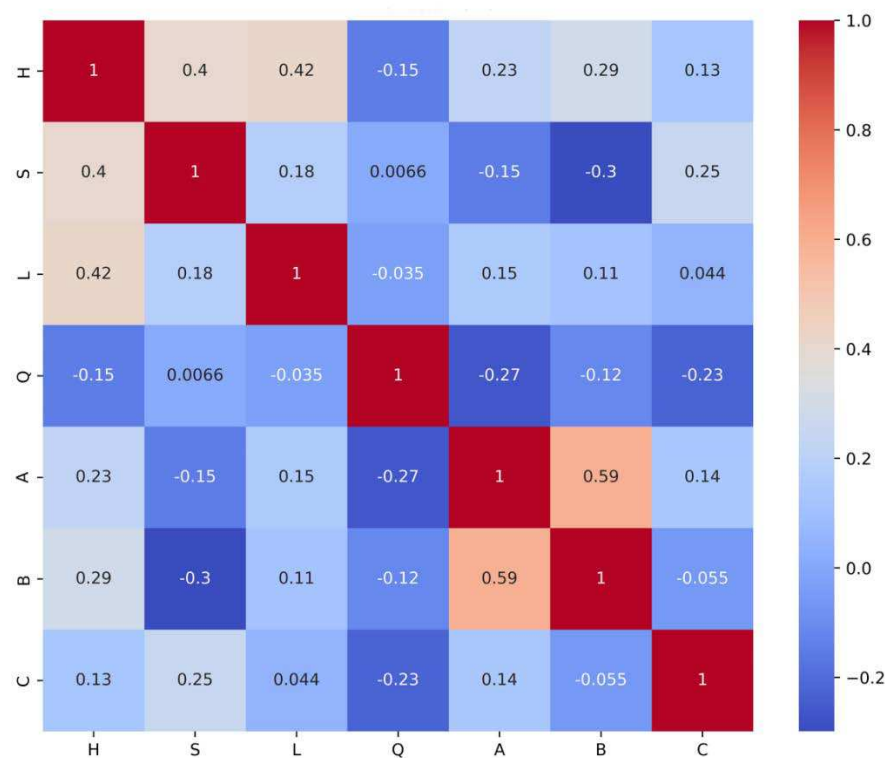 H 1 0.4 0.42 -0.15 0.23 0.29 0.13
S 0.4 1 0.18 0.0066 -0.15 -0.3 0.25
L 0.42 0.18 1 -0.035 0.15 0.11 0.044
Q -0.15 0.0066 -0.035 1 -0.27 -0.12 -0.23
A 0.23 -0.15 0.15 -0.27 1 0.59 0.14
B 0.29 -0.3 0.11 -0.12 0.59 1 -0.055
C 0.13 0.25 0.044 -0.23 0.14 -0.055 1
H S L Q A B C
1.0
0.8
0.6
0.4
0.2
0.0
−0.2